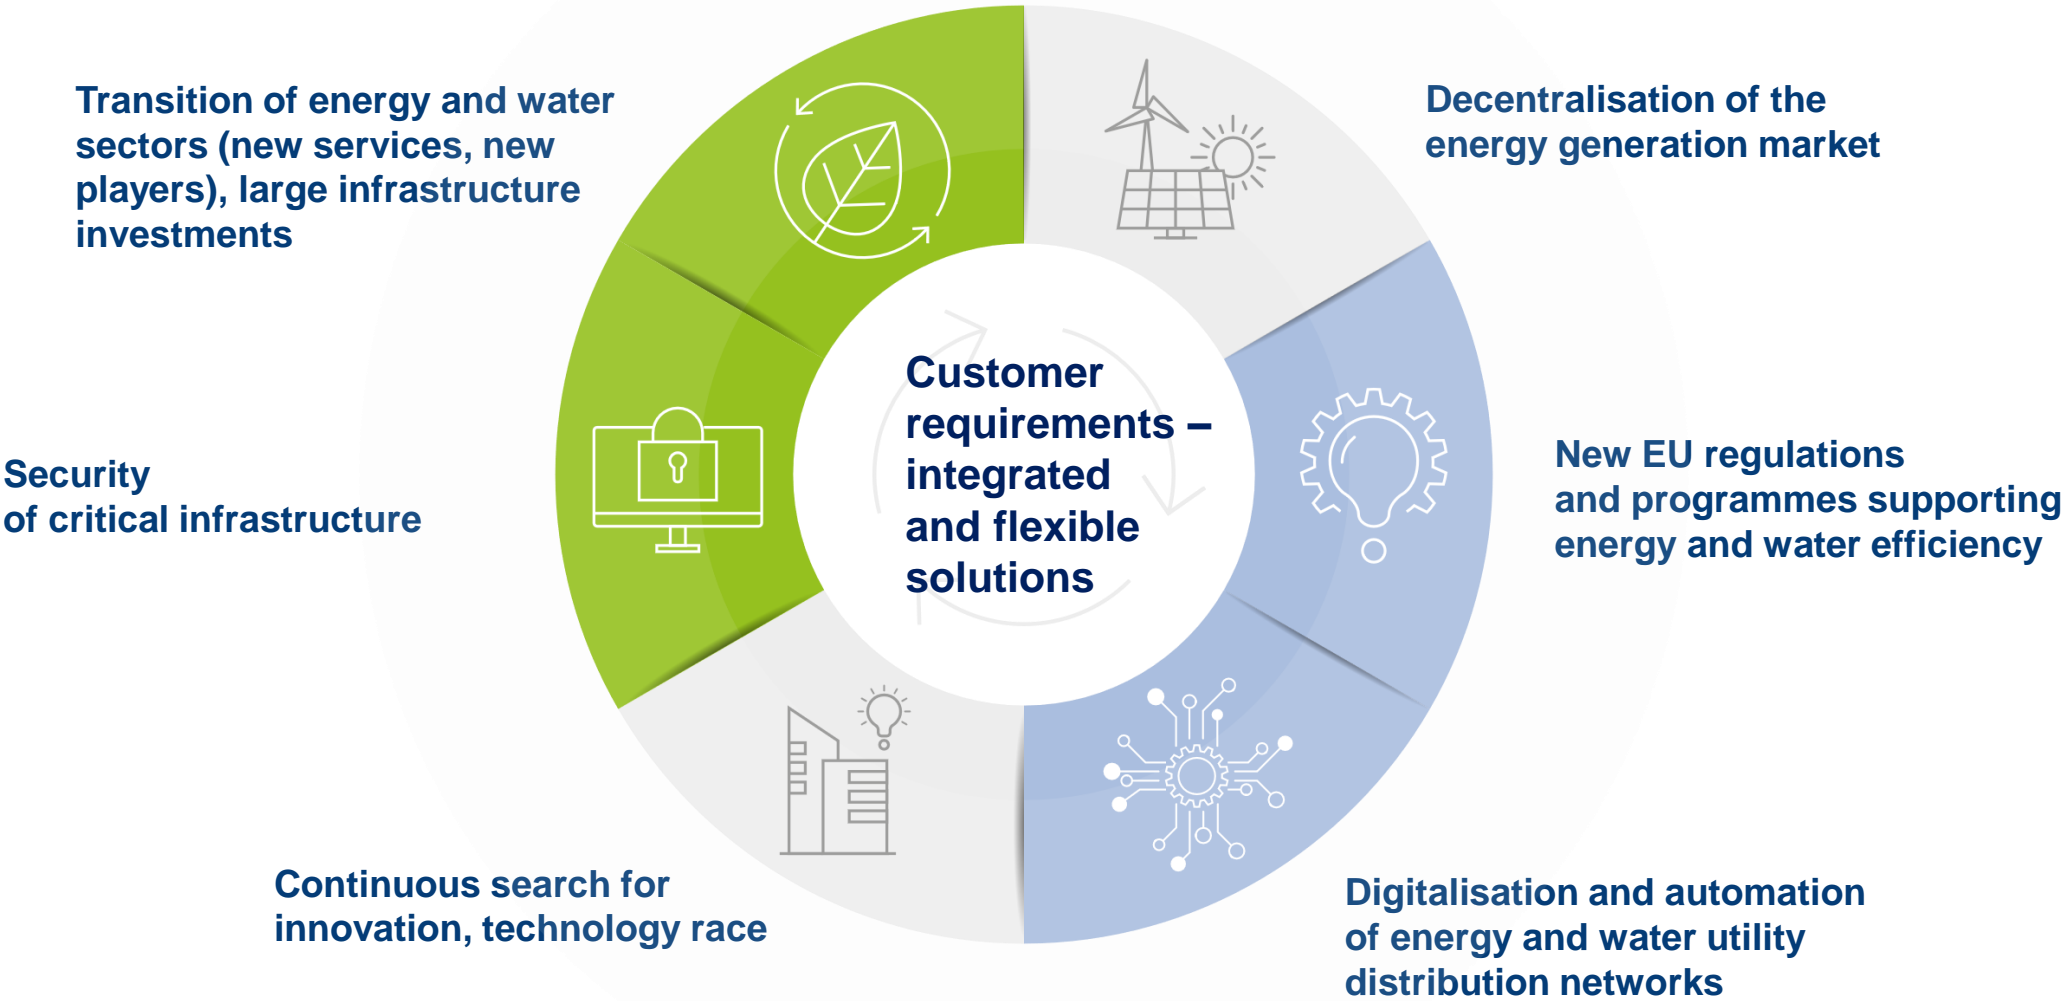 Transition of energy and water
sectors (new services, new
players), large infrastructure
investments
Decentralisation of the
energy generation market
Customer
requirements –
integrated
and flexible
solutions
Security
of critical infrastructure
New EU regulations
and programmes supporting
energy and water efficiency
Continuous search for
innovation, technology race
Digitalisation and automation
of energy and water utility
distribution networks